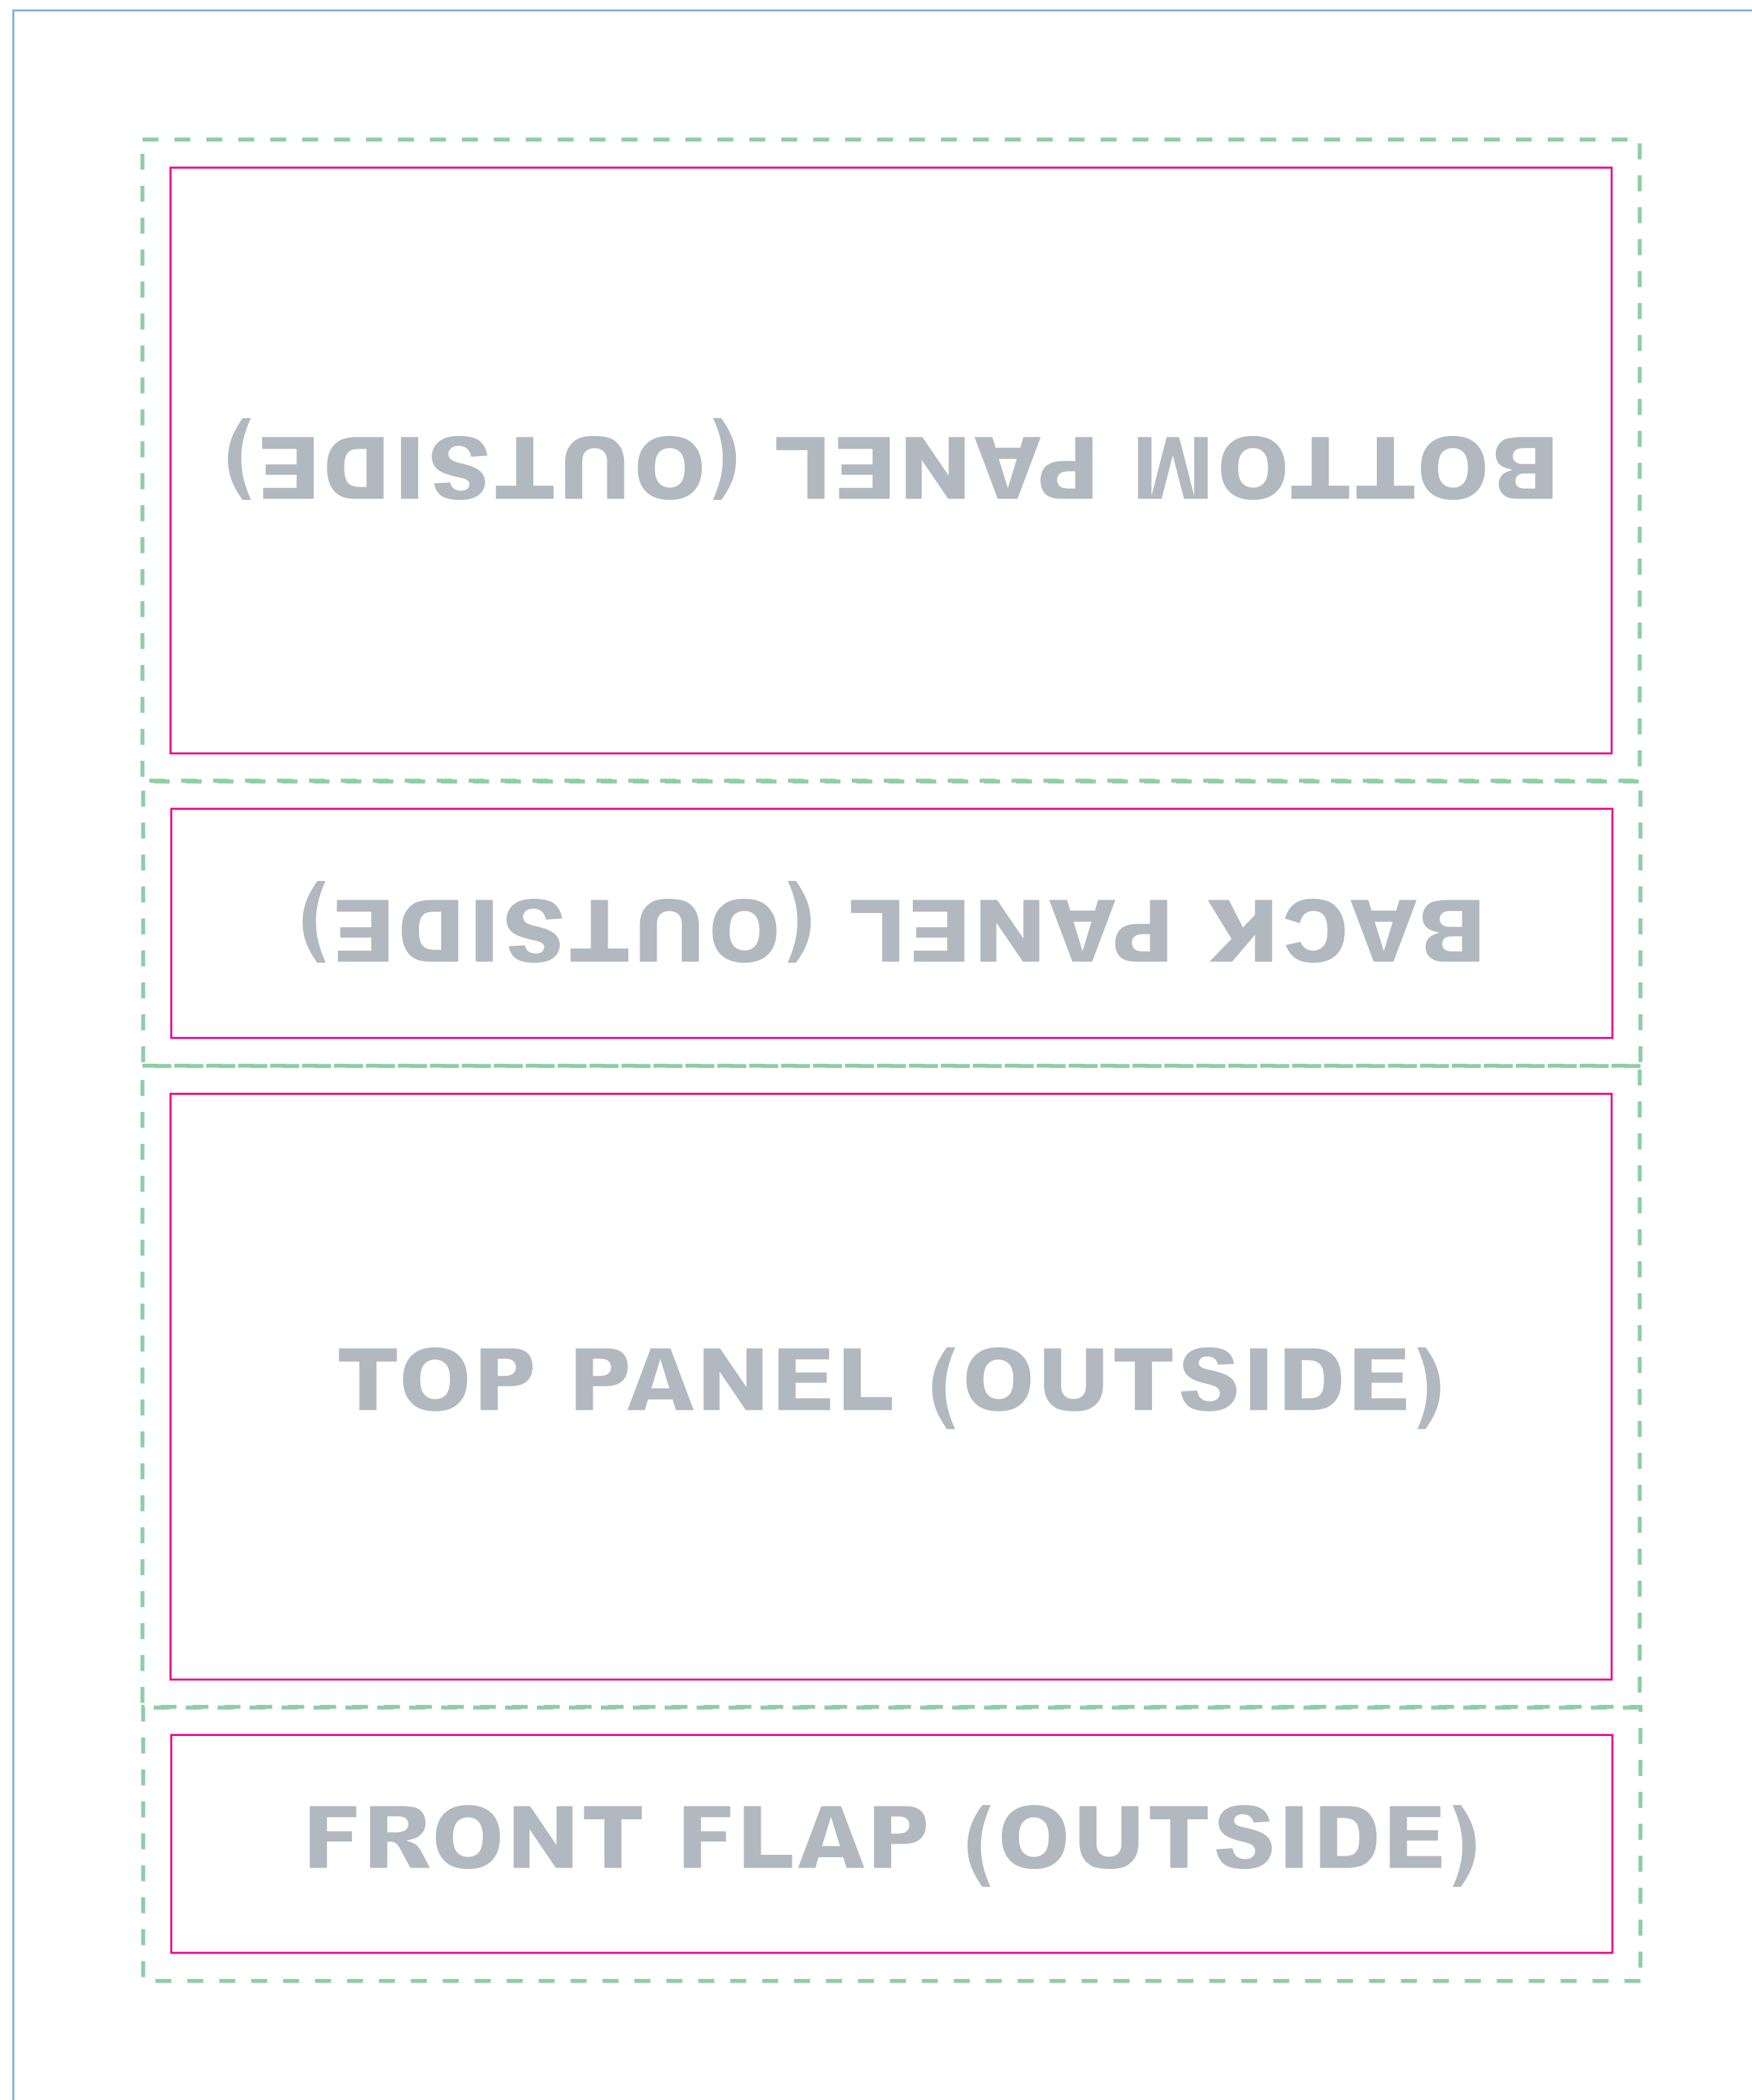 BOTTOM PANEL (OUTSIDE)
BACK PANEL (OUTSIDE)
TOP PANEL (OUTSIDE)
FRONT FLAP (OUTSIDE)